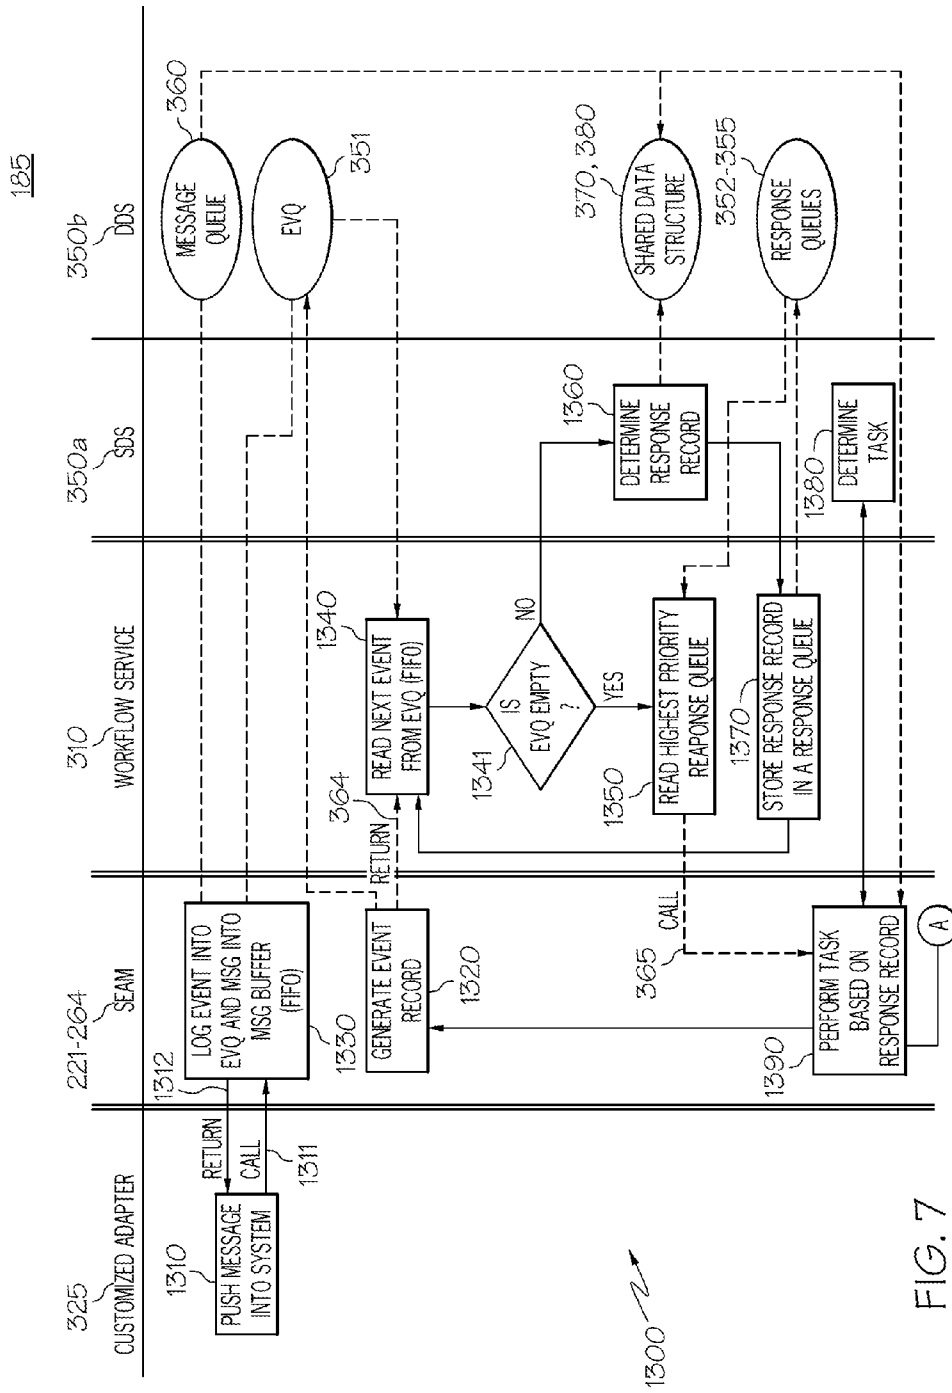 185
325
CUSTOMIZED ADAPTER
221-264
SEAM
310
WORKFLOW SERVICE
350a
SDS
350b
DDS
1310
PUSH MESSAGE
INTO SYSTEM
RETURN
1312
CALL
1311
LOG EVENT INTO
EVQ AND MSG INTO
MSG BUFFER
(FIFO)
1330
MESSAGE
QUEUE
360
EVQ
351
GENERATE EVENT
RECORD
1320
RETURN
364
1340
READ NEXT EVENT
FROM EVQ (FIFO)
1341
IS
EVQ EMPTY
?
NO
YES
1360
DETERMINE
RESPONSE
RECORD
SHARED DATA
STRUCTURE
370, 380
365
CALL
1350
READ HIGHEST PRIORITY
REAPONSE QUEUE
1370
STORE RESPONSE RECORD
IN A RESPONSE QUEUE
RESPONSE
QUEUES
352-355
1380
DETERMINE
TASK
1390
PERFORM TASK
BASED ON
RESPONSE RECORD
A
1300
FIG. 7